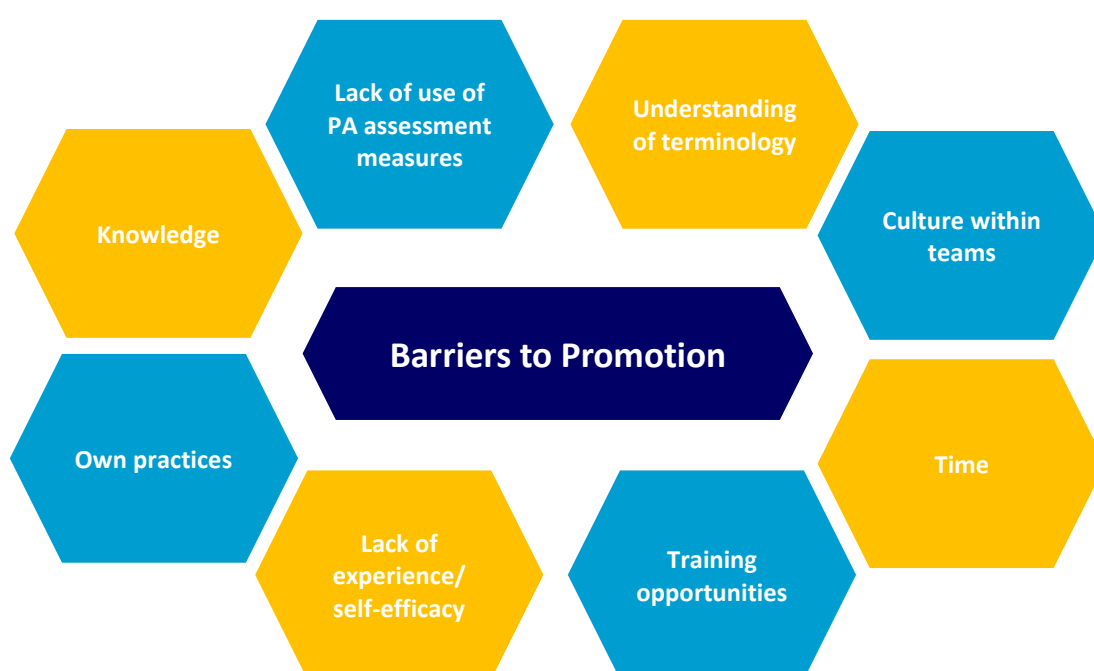 Lack of use of
PA assessment
measures
Understanding
of terminology
Knowledge
Culture within
teams
Barriers to Promotion
Own practices
Time
Lack of
experience/
self-efficacy
Training
opportunities